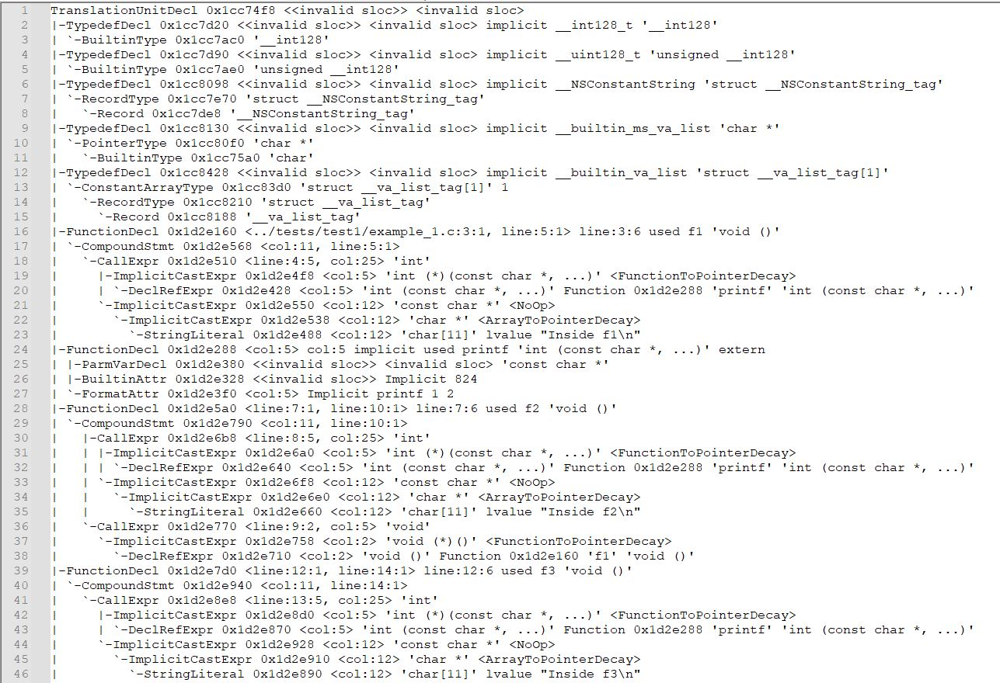 1 TranslationUnitDecl 0x1cc74f8 <<invalid sloc>> <invalid sloc>
2 |-TypedefDecl 0x1cc7d20 <<invalid sloc>> <invalid sloc> implicit __int128_t '__int128'
3 | `-BuiltinType 0x1cc7ac0 '__int128'
4 |-TypedefDecl 0x1cc7d90 <<invalid sloc>> <invalid sloc> implicit __uint128_t 'unsigned __int128'
5 | `-BuiltinType 0x1cc7ae0 'unsigned __int128'
6 |-TypedefDecl 0x1cc8098 <<invalid sloc>> <invalid sloc> implicit __NSConstantString 'struct __NSConstantString_tag'
7 | `-RecordType 0x1cc7e70 'struct __NSConstantString_tag'
8 |   `-Record 0x1cc7de8 '__NSConstantString_tag'
9 |-TypedefDecl 0x1cc8130 <<invalid sloc>> <invalid sloc> implicit __builtin_ms_va_list 'char *'
10 | `-PointerType 0x1cc80f0 'char *'
11 |   `-BuiltinType 0x1cc75a0 'char'
12 |-TypedefDecl 0x1cc8428 <<invalid sloc>> <invalid sloc> implicit __builtin_va_list 'struct __va_list_tag[1]'
13 | `-ConstantArrayType 0x1cc83d0 'struct __va_list_tag[1]' 1
14 |   `-RecordType 0x1cc8210 'struct __va_list_tag'
15 |     `-Record 0x1cc8188 '__va_list_tag'
16 |-FunctionDecl 0x1d2e160 <../tests/test1/example_1.c:3:1, line:5:1> line:3:6 used f1 'void ()'
17 | `-CompoundStmt 0x1d2e568 <col:11, line:5:1>
18 |   `-CallExpr 0x1d2e510 <line:4:5, col:25> 'int'
19 |     |-ImplicitCastExpr 0x1d2e4f8 <col:5> 'int (*)(const char *, ...)' <FunctionToPointerDecay>
20 |     | `-DeclRefExpr 0x1d2e428 <col:5> 'int (const char *, ...)' Function 0x1d2e288 'printf' 'int (const char *, ...)'
21 |     `-ImplicitCastExpr 0x1d2e550 <col:12> 'const char *' <NoOp>
22 |       `-ImplicitCastExpr 0x1d2e538 <col:12> 'char *' <ArrayToPointerDecay>
23 |         `-StringLiteral 0x1d2e488 <col:12> 'char[11]' lvalue "Inside f1\n"
24 |-FunctionDecl 0x1d2e288 <col:5> col:5 implicit used printf 'int (const char *, ...)' extern
25 | |-ParmVarDecl 0x1d2e380 <<invalid sloc>> <invalid sloc> 'const char *'
26 | |-BuiltinAttr 0x1d2e328 <<invalid sloc>> Implicit 824
27 | `-FormatAttr 0x1d2e3f0 <col:5> Implicit printf 1 2
28 |-FunctionDecl 0x1d2e5a0 <line:7:1, line:10:1> line:7:6 used f2 'void ()'
29 | `-CompoundStmt 0x1d2e790 <col:11, line:10:1>
30 |   |-CallExpr 0x1d2e6b8 <line:8:5, col:25> 'int'
31 |   | |-ImplicitCastExpr 0x1d2e6a0 <col:5> 'int (*)(const char *, ...)' <FunctionToPointerDecay>
32 |   | | `-DeclRefExpr 0x1d2e640 <col:5> 'int (const char *, ...)' Function 0x1d2e288 'printf' 'int (const char *, ...)'
33 |   | `-ImplicitCastExpr 0x1d2e6f8 <col:12> 'const char *' <NoOp>
34 |   |   `-ImplicitCastExpr 0x1d2e6e0 <col:12> 'char *' <ArrayToPointerDecay>
35 |   |     `-StringLiteral 0x1d2e660 <col:12> 'char[11]' lvalue "Inside f2\n"
36 |   `-CallExpr 0x1d2e770 <line:9:2, col:5> 'void'
37 |     `-ImplicitCastExpr 0x1d2e758 <col:2> 'void (*)()' <FunctionToPointerDecay>
38 |       `-DeclRefExpr 0x1d2e710 <col:2> 'void ()' Function 0x1d2e160 'f1' 'void ()'
39 |-FunctionDecl 0x1d2e7d0 <line:12:1, line:14:1> line:12:6 used f3 'void ()'
40 | `-CompoundStmt 0x1d2e940 <col:11, line:14:1>
41 |   `-CallExpr 0x1d2e8e8 <line:13:5, col:25> 'int'
42 |     |-ImplicitCastExpr 0x1d2e8d0 <col:5> 'int (*)(const char *, ...)' <FunctionToPointerDecay>
43 |     | `-DeclRefExpr 0x1d2e870 <col:5> 'int (const char *, ...)' Function 0x1d2e288 'printf' 'int (const char *, ...)'
44 |     `-ImplicitCastExpr 0x1d2e928 <col:12> 'const char *' <NoOp>
45 |       `-ImplicitCastExpr 0x1d2e910 <col:12> 'char *' <ArrayToPointerDecay>
46 |         `-StringLiteral 0x1d2e890 <col:12> 'char[11]' lvalue "Inside f3\n"